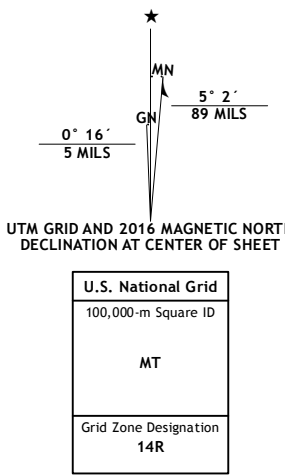 ★
MN
GN
5° 2´
89 MILS
0° 16´
5 MILS
UTM GRID AND 2016 MAGNETIC NORTH
DECLINATION AT CENTER OF SHEET
U.S. National Grid
100,000-m Square ID
MT
Grid Zone Designation
14R